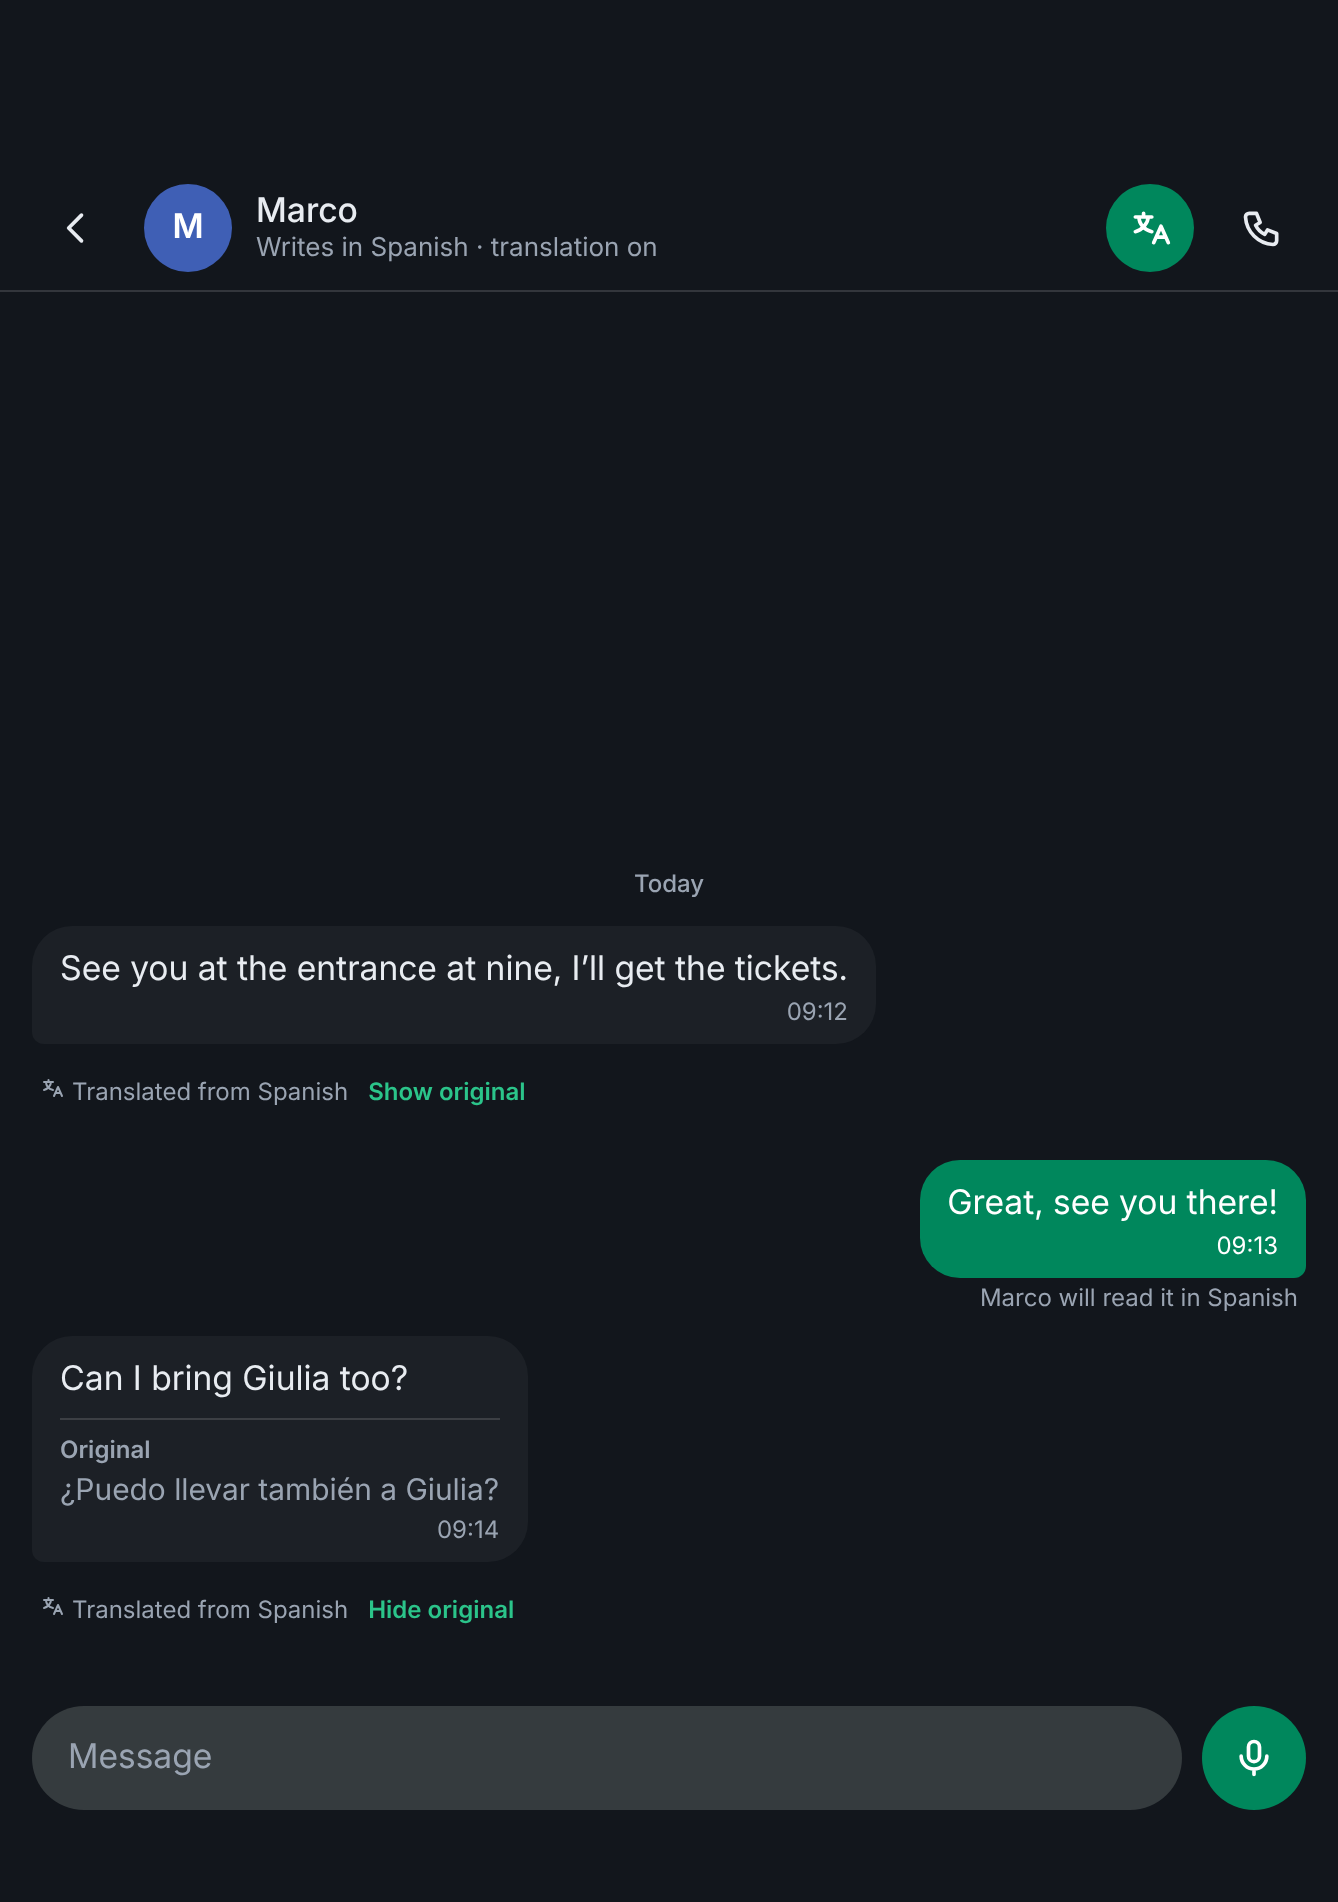 M
Marco
Writes in Spanish · translation on
Today
See you at the entrance at nine, I’ll get the tickets.
09:12
Translated from Spanish Show original
Great, see you there!
09:13
Marco will read it in Spanish
Can I bring Giulia too?
Original
¿Puedo llevar también a Giulia?
09:14
Translated from Spanish Hide original
Message